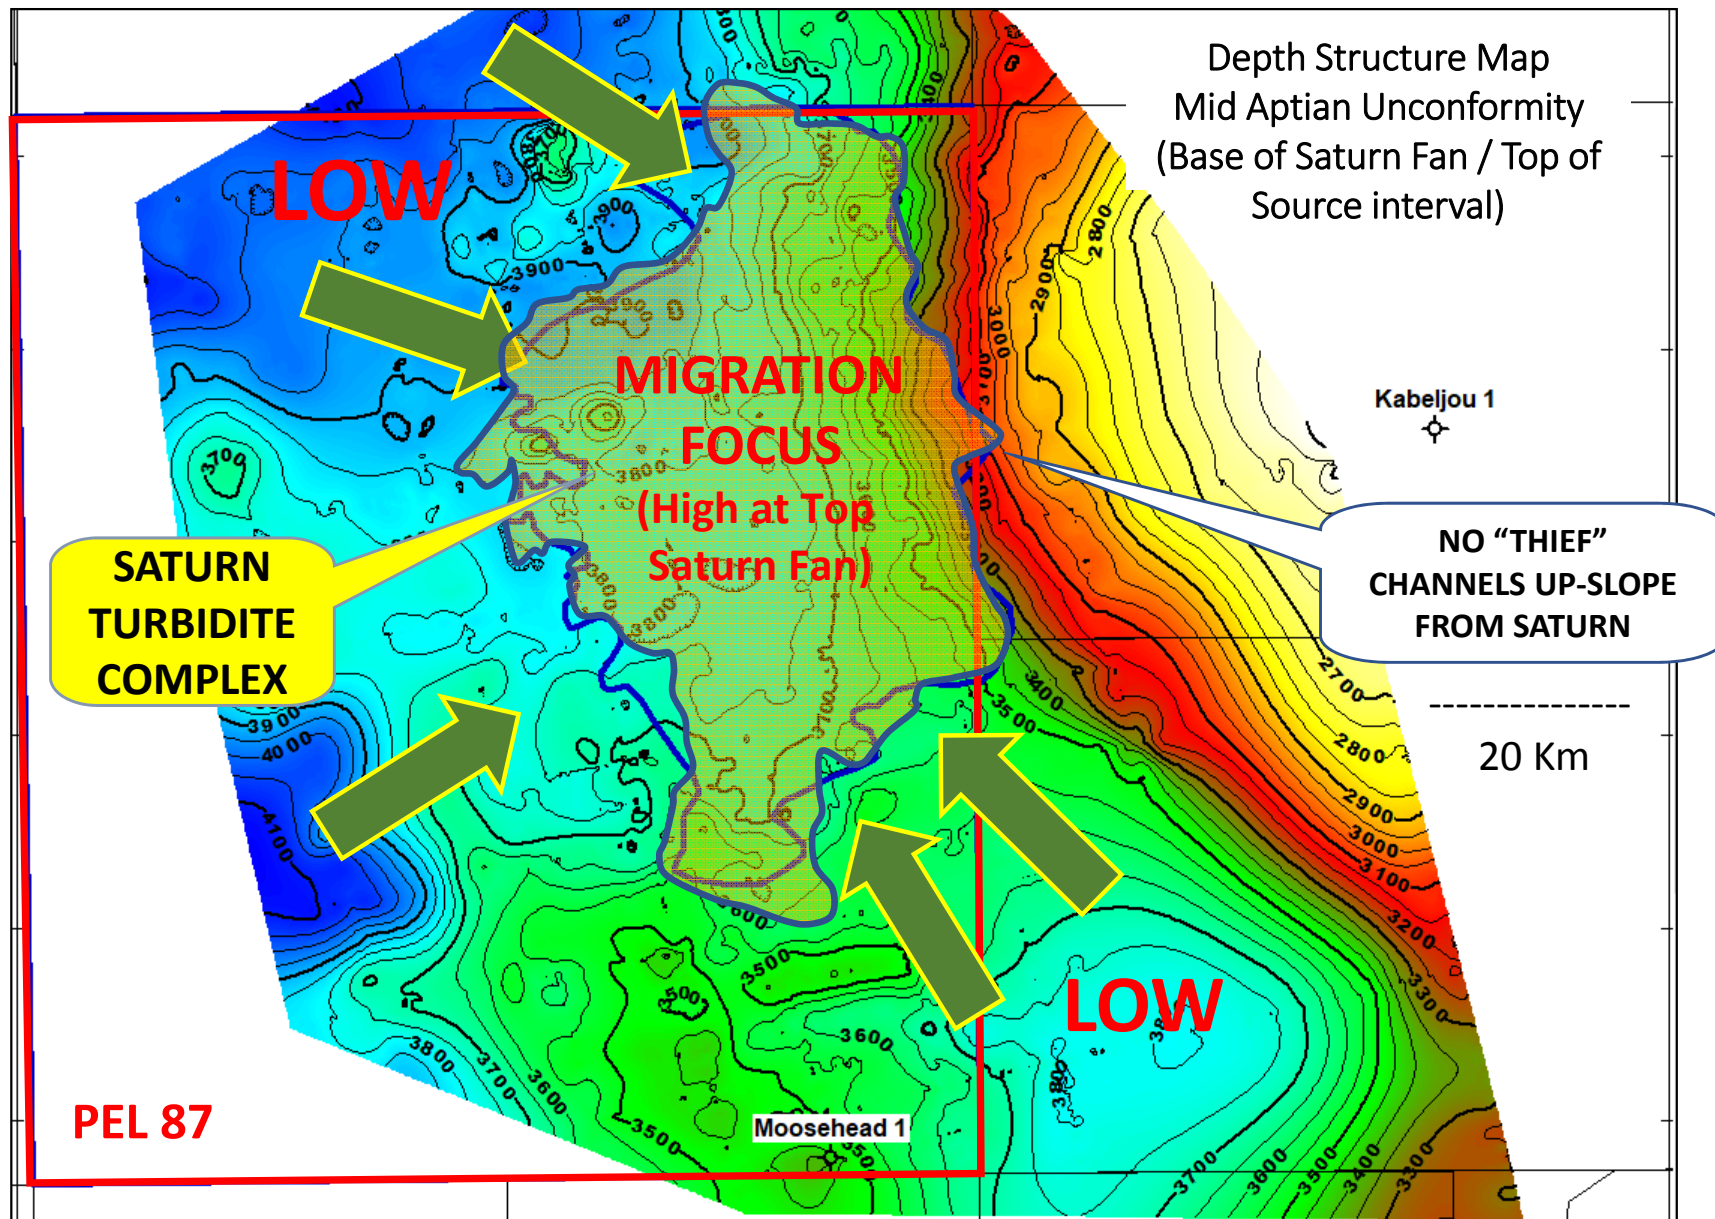 Depth Structure Map
Mid Aptian Unconformity
(Base of Saturn Fan / Top of
Source interval)
LOW
MIGRATION
FOCUS
(High at Top
Saturn Fan)
Kabeljou 1
NO “THIEF”
CHANNELS UP-SLOPE
FROM SATURN
SATURN
TURBIDITE
COMPLEX
20 Km
LOW
PEL 87
Moosehead 1
3900
3900
3700
3800
3800
3800
3700
2800
2900
3000
3400
3500
2700
2800
2900
3000
3100
3200
3300
3900
4000
4100
3800
3700
3600
3500
3500
3500
3600
3700
3600
3500
3400
3300